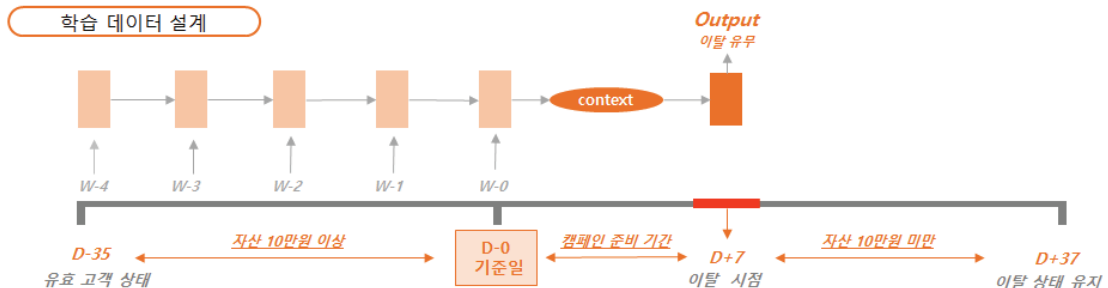 학습 데이터 설계
Output
이탈 유무
context
W-4
W-3
W-2
W-1
W-0
자산 10만원 이상
캠페인 준비 기간
자산 10만원 미만
D-35
유효 고객 상태
D-0
기준일
D+7
이탈 시점
D+37
이탈 상태 유지